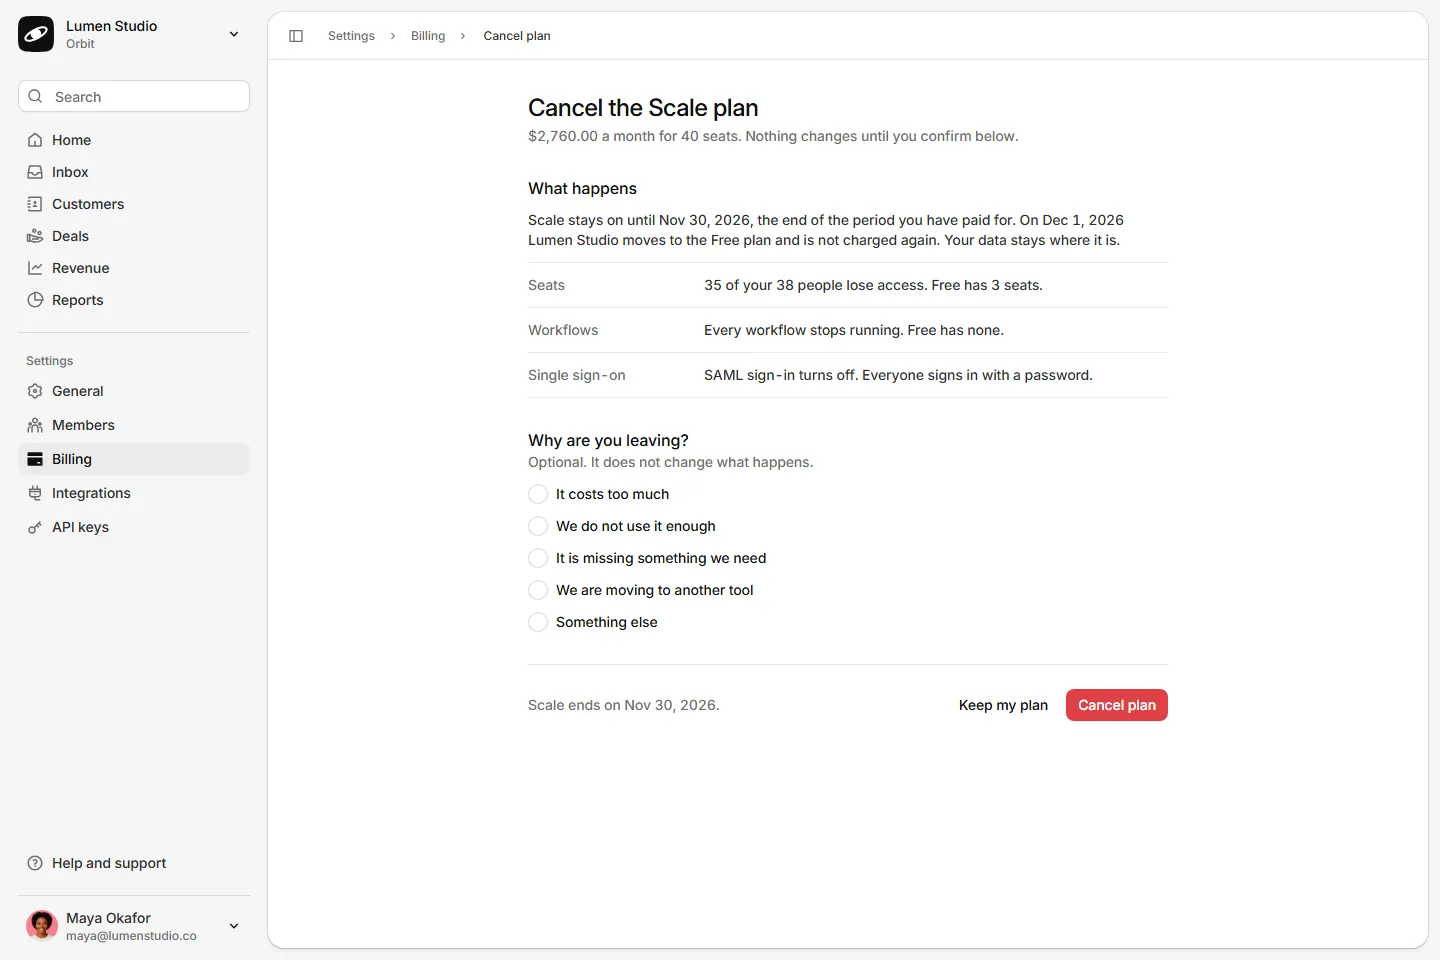 Lumen Studio
Orbit
Search
Home
Inbox
Customers
Deals
Revenue
Reports
Settings
General
Members
Billing
Integrations
API keys
Help and support
Maya Okafor
maya@lumenstudio.co
Settings > Billing > Cancel plan
Cancel the Scale plan
$2,760.00 a month for 40 seats. Nothing changes until you confirm below.
What happens
Scale stays on until Nov 30, 2026, the end of the period you have paid for. On Dec 1, 2026
Lumen Studio moves to the Free plan and is not charged again. Your data stays where it is.
Seats 35 of your 38 people lose access. Free has 3 seats.
Workflows Every workflow stops running. Free has none.
Single sign-on SAML sign-in turns off. Everyone signs in with a password.
Why are you leaving?
Optional. It does not change what happens.
It costs too much
We do not use it enough
It is missing something we need
We are moving to another tool
Something else
Scale ends on Nov 30, 2026. Keep my plan Cancel plan